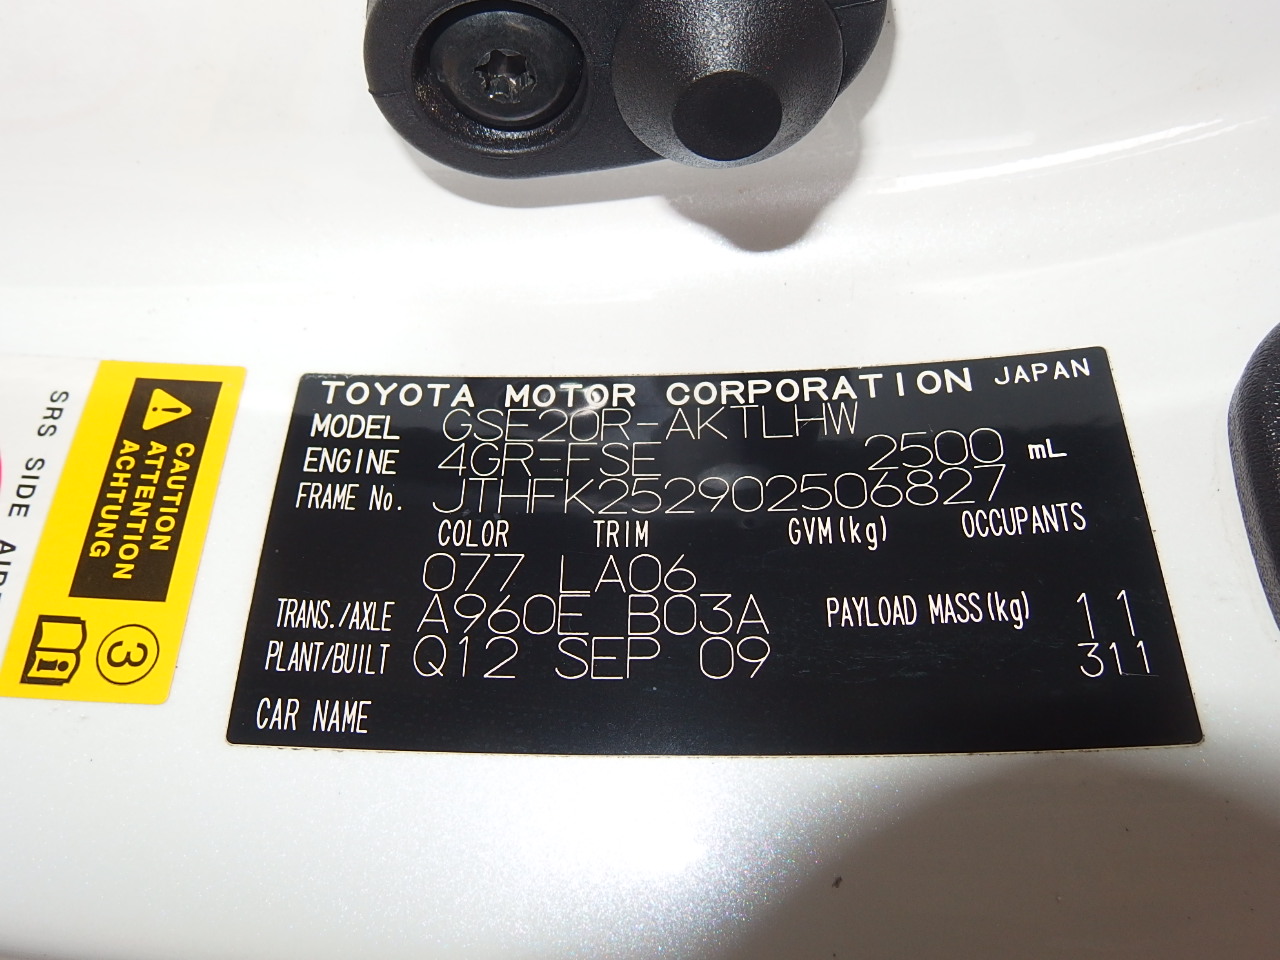 TOYOTA MOTOR CORPORATION JAPAN
MODEL GSE20R-AKTLHW
ENGINE 4GR-FSE 2500 mL
FRAME No. JTHFK252902506827
COLOR TRIM GVM(kg) OCCUPANTS
077 LA06
TRANS./AXLE A960E B03A PAYLOAD MASS(kg) 11
PLANT/BUILT Q12 SEP 09 311
CAR NAME
CAUTION
ATTENTION
ACHTUNG
3
SRS SIDE